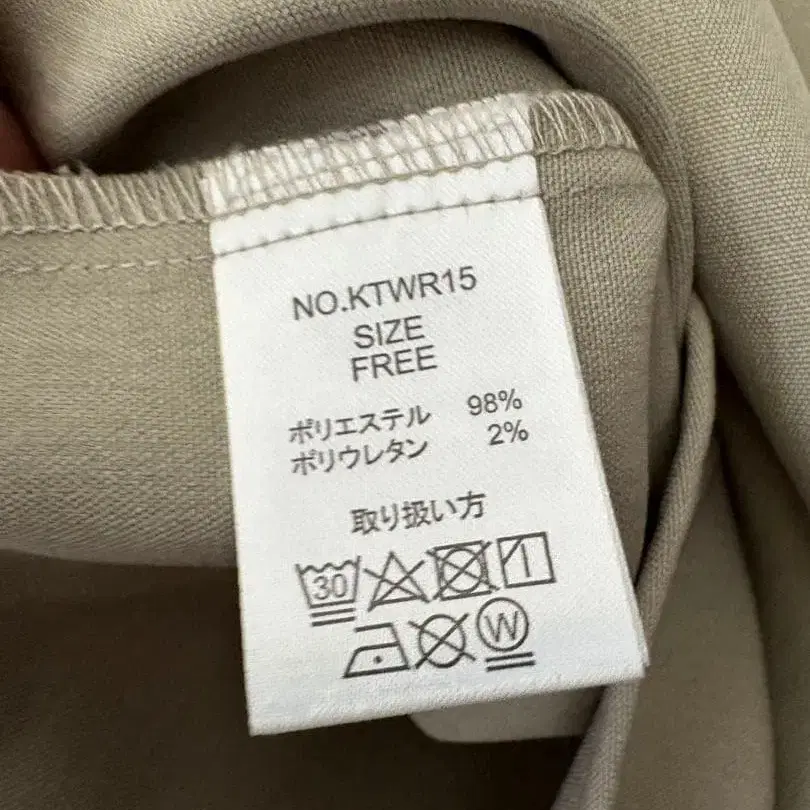 NO.KTWR15
SIZE
FREE
ポリエステル 98%
ポリウレタン 2%
取り扱い方
30
W